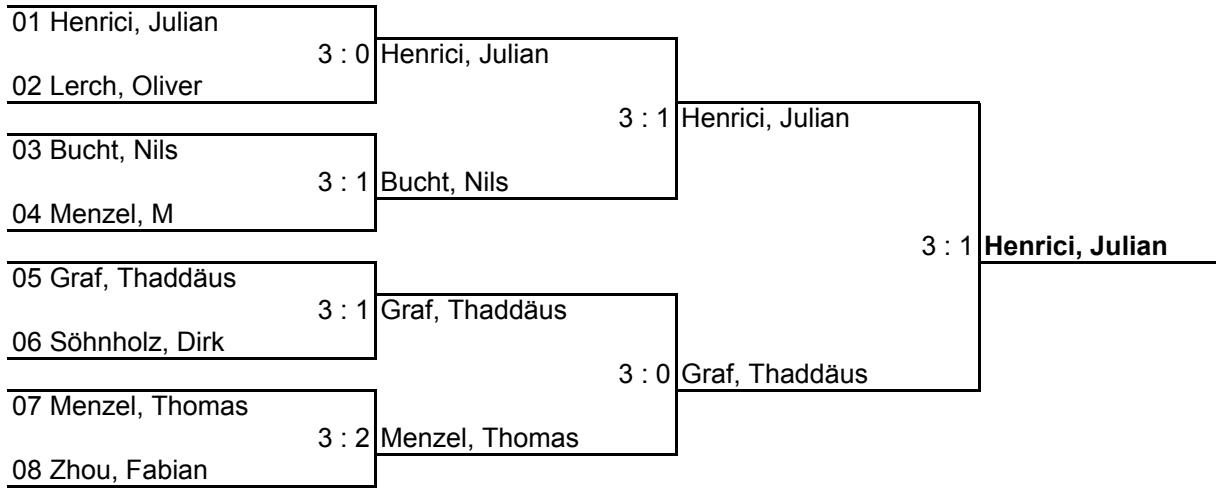 01 Henrici, Julian
3 : 0 Henrici, Julian
02 Lerch, Oliver
3 : 1 Henrici, Julian
03 Bucht, Nils
3 : 1 Bucht, Nils
04 Menzel, M
3 : 1 Henrici, Julian
05 Graf, Thaddäus
3 : 1 Graf, Thaddäus
06 Söhnholz, Dirk
3 : 0 Graf, Thaddäus
07 Menzel, Thomas
3 : 2 Menzel, Thomas
08 Zhou, Fabian